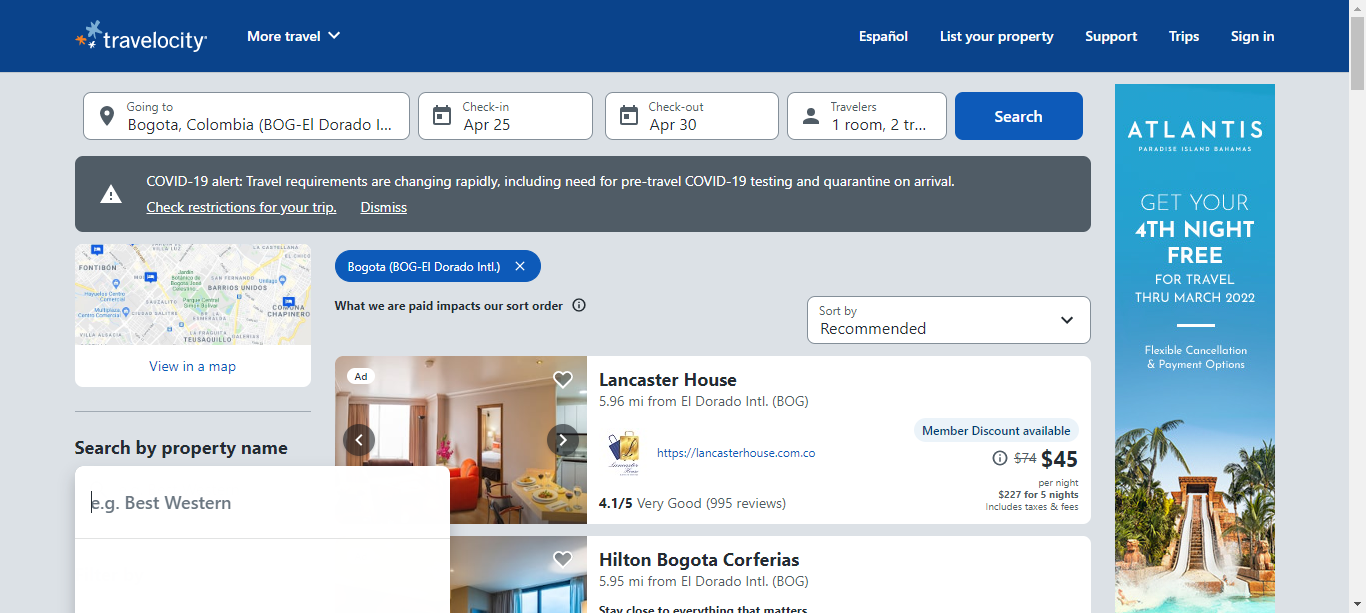 travelocity
More travel
Español
List your property
Support
Trips
Sign in
Going to
Bogota, Colombia (BOG-El Dorado I...
Check-in
Apr 25
Check-out
Apr 30
Travelers
1 room, 2 tr...
Search
COVID-19 alert: Travel requirements are changing rapidly, including need for pre-travel COVID-19 testing and quarantine on arrival.
Check restrictions for your trip.
Dismiss
FONTIBÓN
BARRIOS UNIDOS
CHAPINERO
TEUSAQUILLO
View in a map
Search by property name
e.g. Best Western
Bogota (BOG-El Dorado Intl.)
What we are paid impacts our sort order
Sort by
Recommended
Ad
Lancaster House
5.96 mi from El Dorado Intl. (BOG)
Lancaster
House
https://lancasterhouse.com.co
4.1/5 Very Good (995 reviews)
Member Discount available
$74 $45
per night
$227 for 5 nights
Includes taxes & fees
Hilton Bogota Corferias
5.95 mi from El Dorado Intl. (BOG)
Stay close to everything that matters
ATLANTIS
PARADISE ISLAND BAHAMAS
GET YOUR
4TH NIGHT
FREE
FOR TRAVEL
THRU MARCH 2022
Flexible Cancellation
& Payment Options